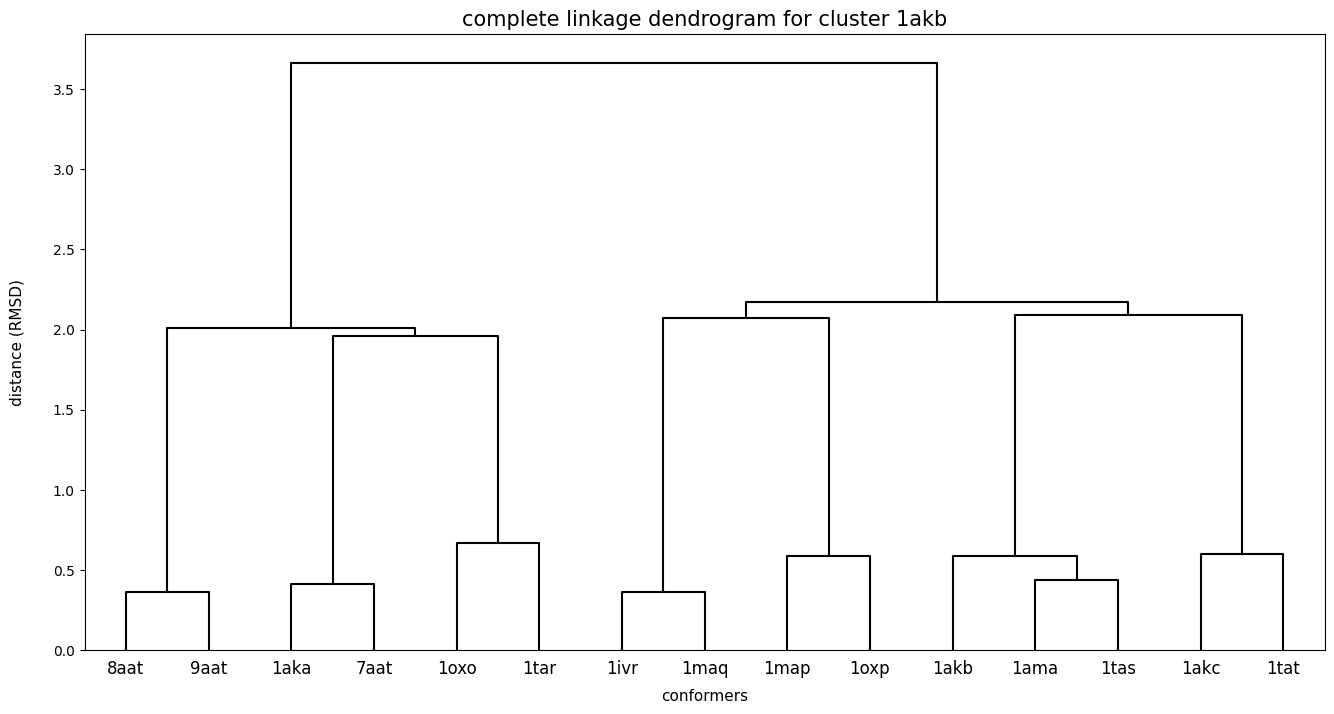 complete linkage dendrogram for cluster 1akb
3.5
3.0
2.5
2.0
1.5
1.0
0.5
0.0
distance (RMSD)
8aat 9aat 1aka 7aat 1oxo 1tar 1ivr 1maq 1map 1oxp 1akb 1ama 1tas 1akc 1tat
conformers